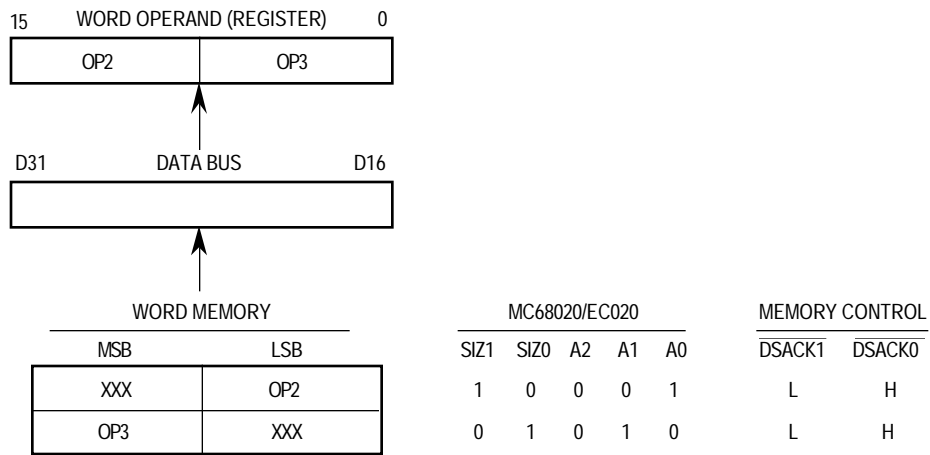 15 WORD OPERAND (REGISTER) 0
OP2 OP3
D31 DATA BUS D16
WORD MEMORY MC68020/EC020 MEMORY CONTROL
MSB LSB SIZ1 SIZ0 A2 A1 A0 DSACK1 DSACK0
XXX OP2 1 0 0 0 1 L H
OP3 XXX 0 1 0 1 0 L H